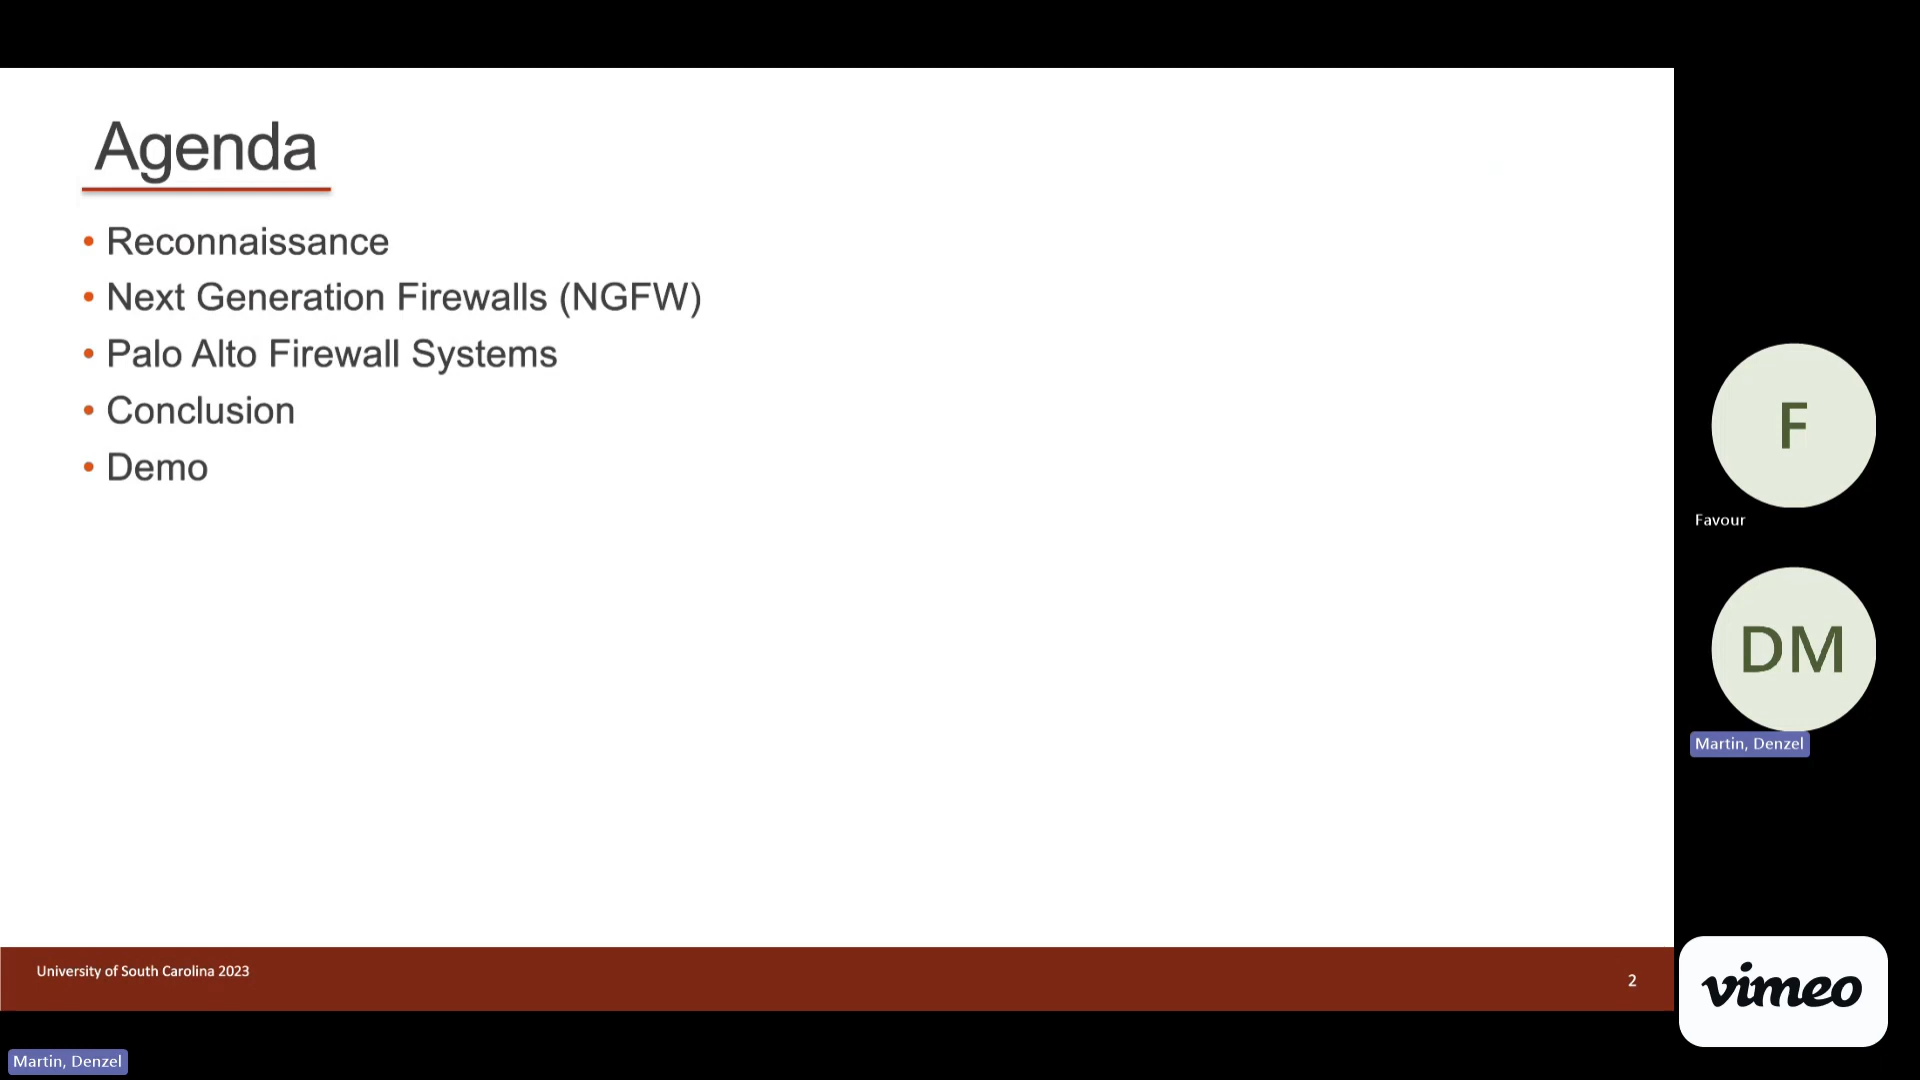 Agenda
• Reconnaissance
• Next Generation Firewalls (NGFW)
• Palo Alto Firewall Systems
• Conclusion
• Demo
F
Favour
DM
Martin, Denzel
University of South Carolina 2023
2
vimeo
Martin, Denzel